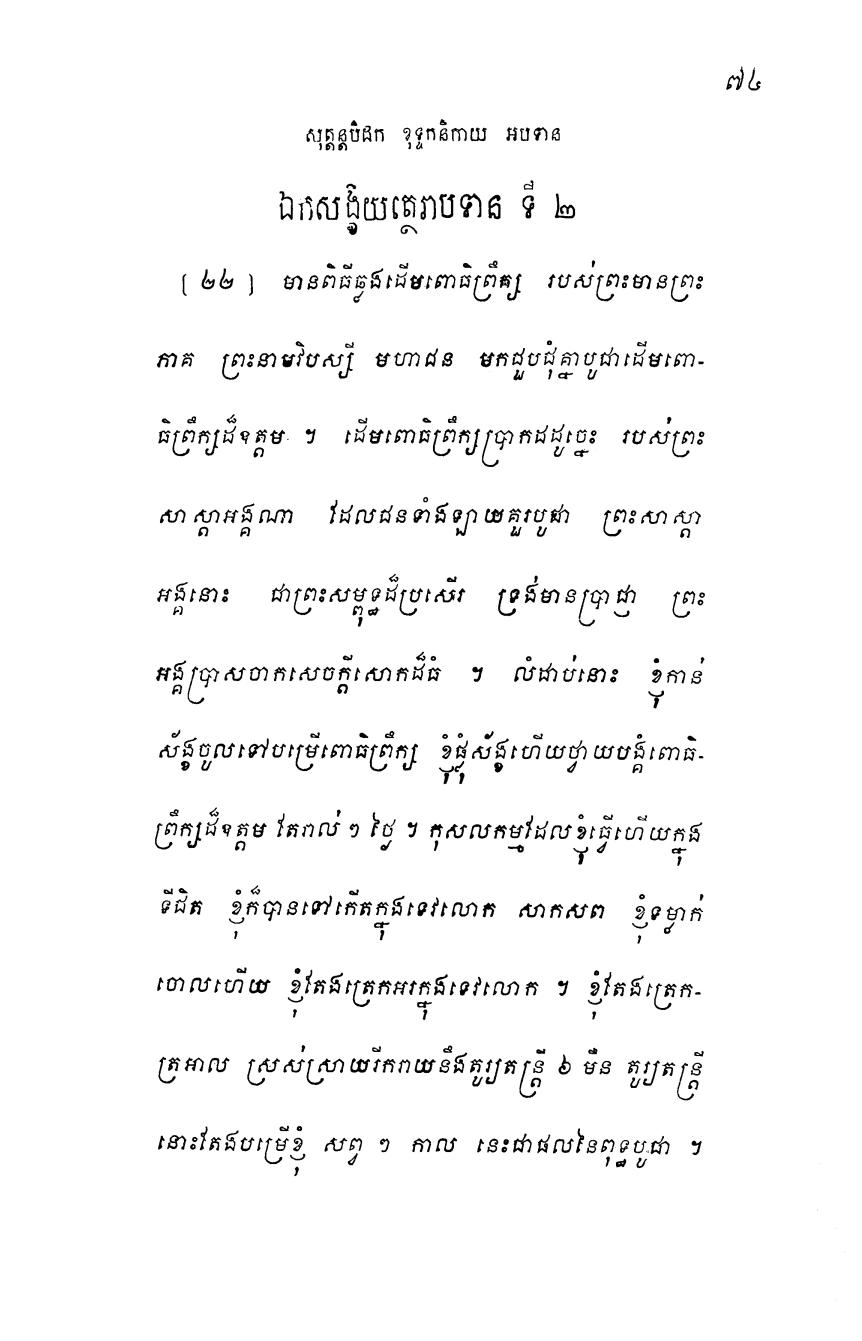 ៧៤
សុត្តន្តបិដក ខុទ្ទកនិកាយ អបទាន
ឯកសង្ខិយត្ថេរាបទាន ទី ២
[ ២២ ] មានពិធីឆ្លងដើមពោធិព្រឹក្ស របស់ព្រះមានព្រះ
ភាគ ព្រះនាមវិបស្សី មហាជន មកជួបជុំគ្នាបូជាដើមពោ-
ធិព្រឹក្សដ៏ឧត្តម ។ ដើមពោធិព្រឹក្សប្រាកដដូច្នេះ របស់ព្រះ
សាស្តាអង្គណា ដែលជនទាំងឡាយគួរបូជា ព្រះសាស្តា
អង្គនោះ ជាព្រះសម្ពុទ្ធដ៏ប្រសើរ ទ្រង់មានប្រាជ្ញា ព្រះ
អង្គប្រាសចាកសេចក្តីសោកដ៏ធំ ។ លំដាប់នោះ ខ្ញុំកាន់
ស័ង្ខចូលទៅបម្រើពោធិព្រឹក្ស ខ្ញុំផ្លុំស័ង្ខហើយថ្វាយបង្គំពោធិ-
ព្រឹក្សដ៏ឧត្តម តែរាល់ ៗ ថ្ងៃ ។ កុសលកម្មដែលខ្ញុំធ្វើហើយក្នុង
ទីជិត ខ្ញុំក៏បានទៅកើតក្នុងទេវលោក សាកសព ខ្ញុំទម្លាក់
ចោលហើយ ខ្ញុំតែងត្រេកអរក្នុងទេវលោក ។ ខ្ញុំតែងត្រេក-
ត្រអាល ស្រស់ស្រាយរីករាយនឹងតូរ្យតន្ត្រី ៦ ម៉ឺន តូរ្យតន្ត្រី
នោះតែងបម្រើខ្ញុំ សព្វ ៗ កាល នេះជាផលនៃពុទ្ធបូជា ។